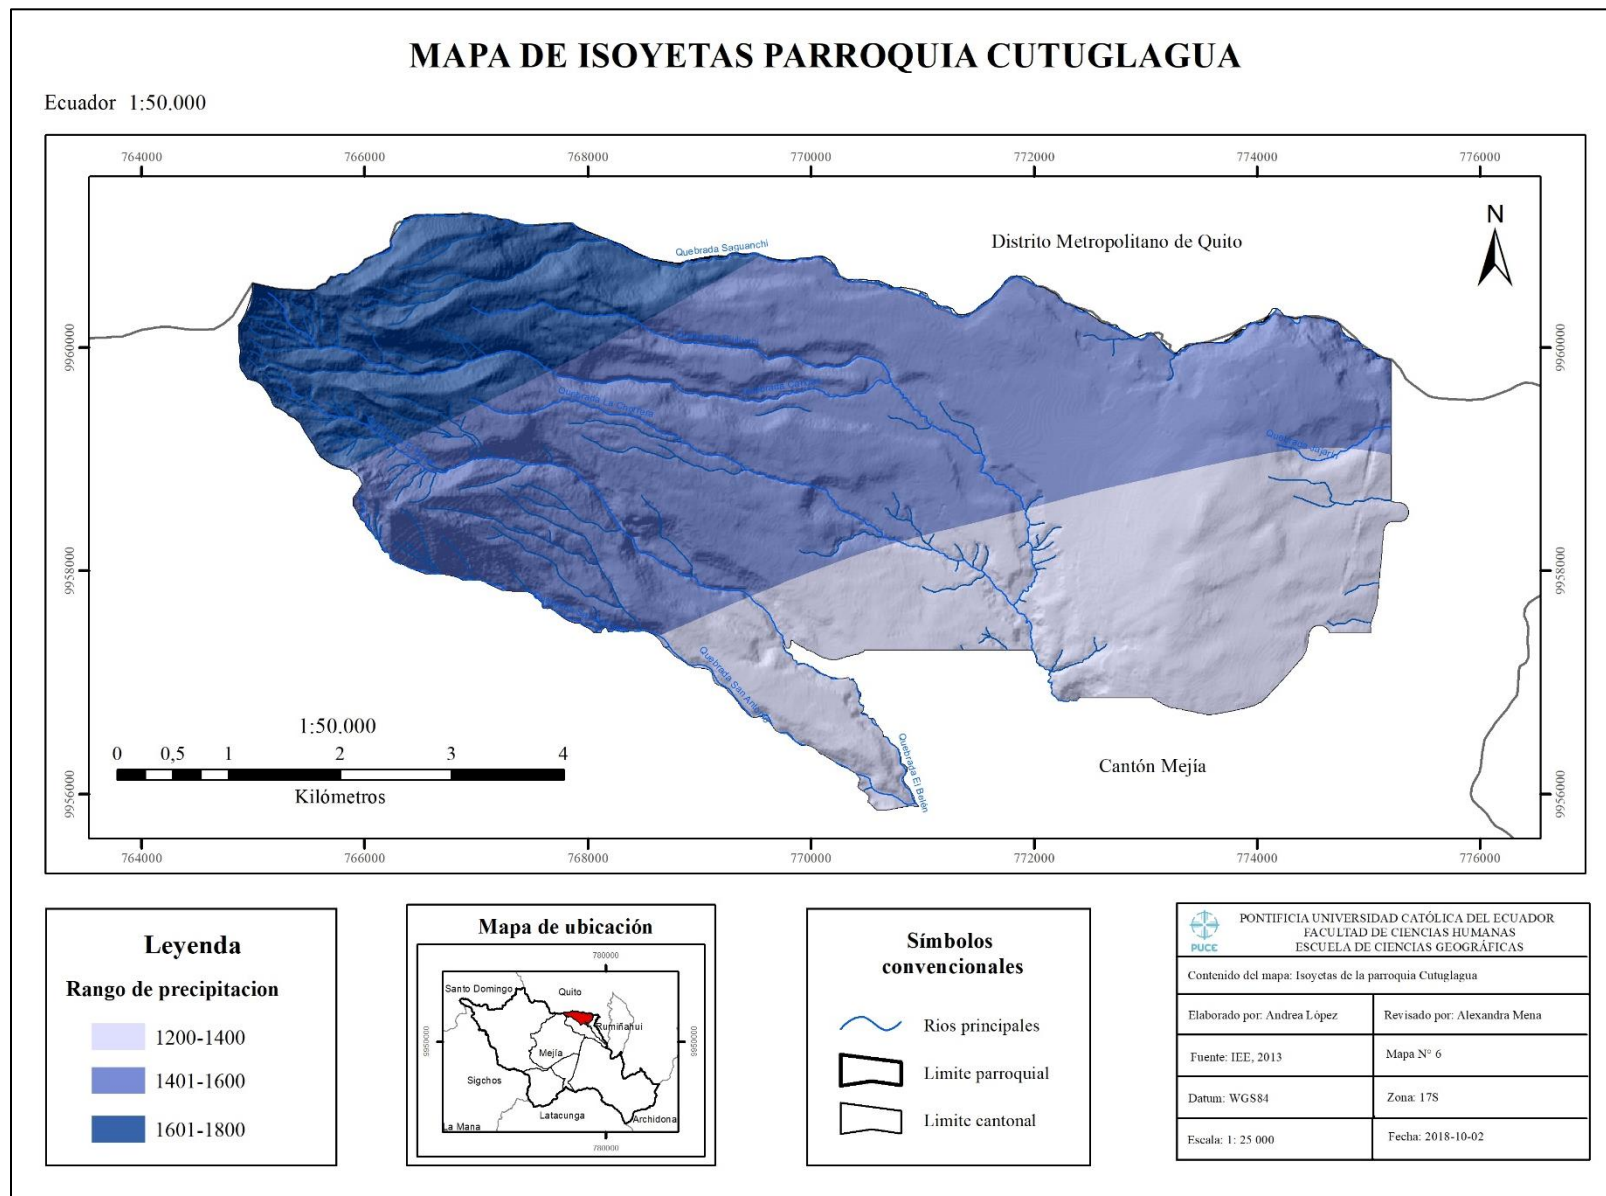 MAPA DE ISOYETAS PARROQUIA CUTUGLAGUA
Ecuador 1:50.000
764000 766000 768000 770000 772000 774000 776000
9960000
9958000
9956000
9960000
9958000
9956000
N
Distrito Metropolitano de Quito
Quebrada Saguanchi
Quebrada San Antonio
Quebrada El Belén
Cantón Mejía
1:50.000
0 0,5 1 2 3 4
Kilómetros
764000 766000 768000 770000 772000 774000 776000
Leyenda
Rango de precipitacion
1200-1400
1401-1600
1601-1800
Mapa de ubicación
780000
Santo Domingo
Quito
Rumiñahui
9950000
9950000
Mejía
Sigchos
Latacunga
Archidona
La Mana
780000
Símbolos
convencionales
Rios principales
Limite parroquial
Limite cantonal
PUCE
PONTIFICIA UNIVERSIDAD CATÓLICA DEL ECUADOR
FACULTAD DE CIENCIAS HUMANAS
ESCUELA DE CIENCIAS GEOGRÁFICAS
Contenido del mapa: Isoyetas de la parroquia Cutuglagua
Elaborado por: Andrea López
Revisado por: Alexandra Mena
Fuente: IEE, 2013
Mapa N° 6
Datum: WGS84
Zona: 17S
Escala: 1: 25 000
Fecha: 2018-10-02